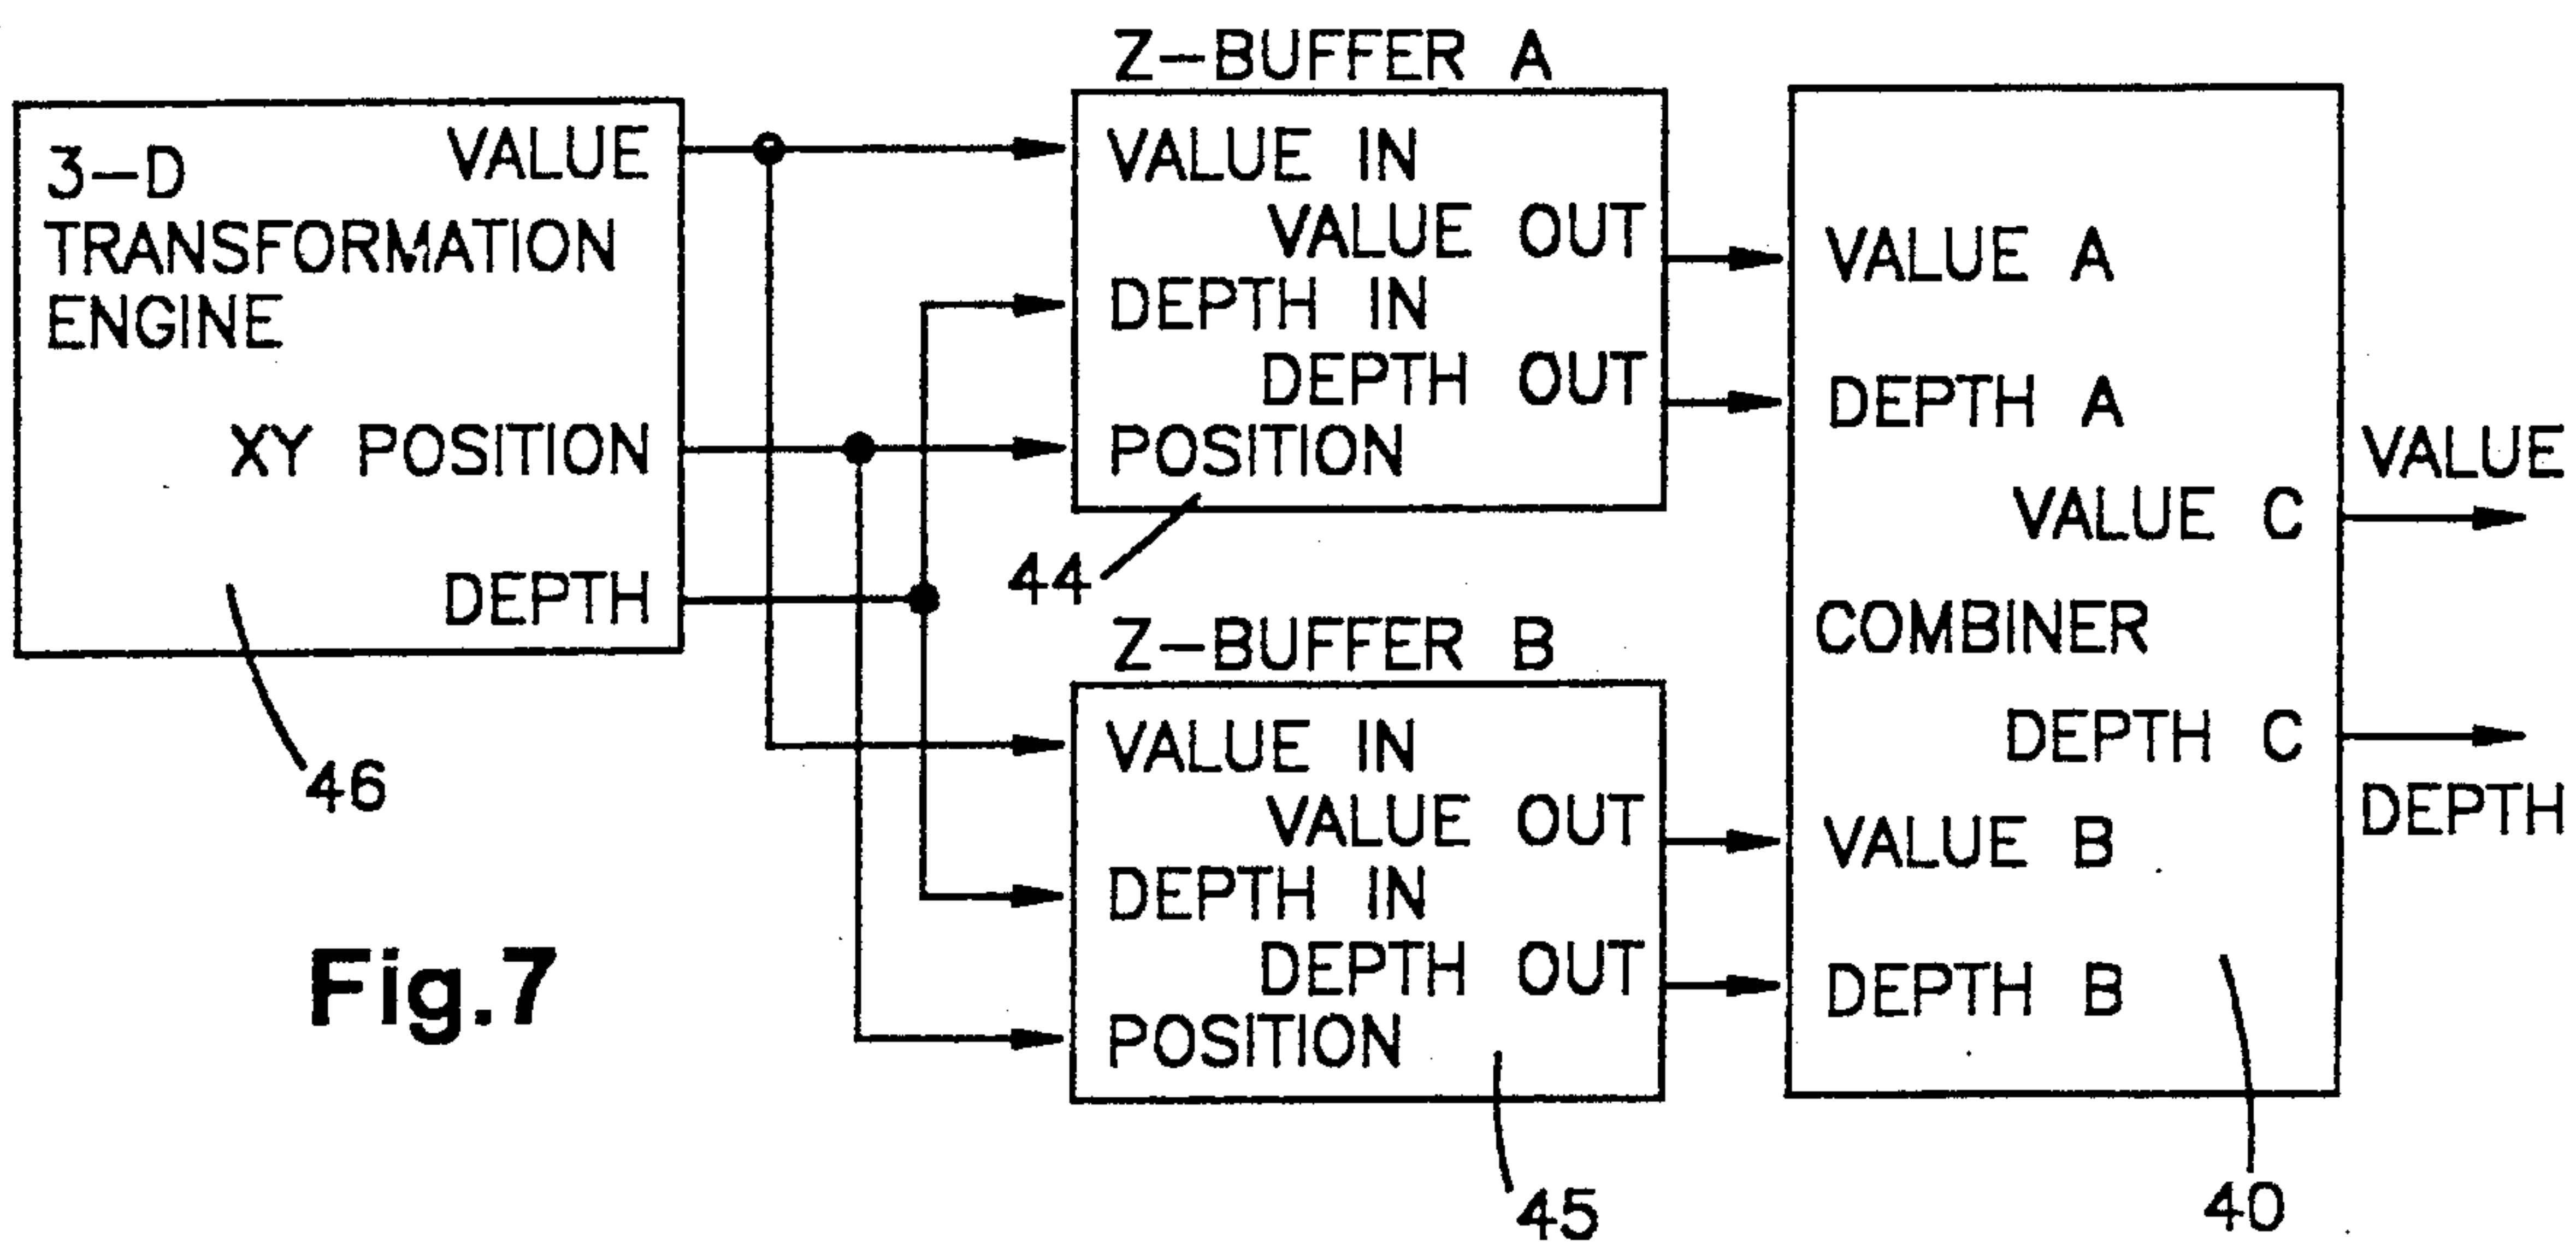 3-D
TRANSFORMATION
ENGINE
VALUE
XY POSITION
DEPTH
46
Z-BUFFER A
VALUE IN
VALUE OUT
DEPTH IN
DEPTH OUT
POSITION
44
Z-BUFFER B
VALUE IN
VALUE OUT
DEPTH IN
DEPTH OUT
POSITION
45
VALUE A
DEPTH A
VALUE C
COMBINER
DEPTH C
VALUE B
DEPTH B
40
VALUE
DEPTH
Fig.7